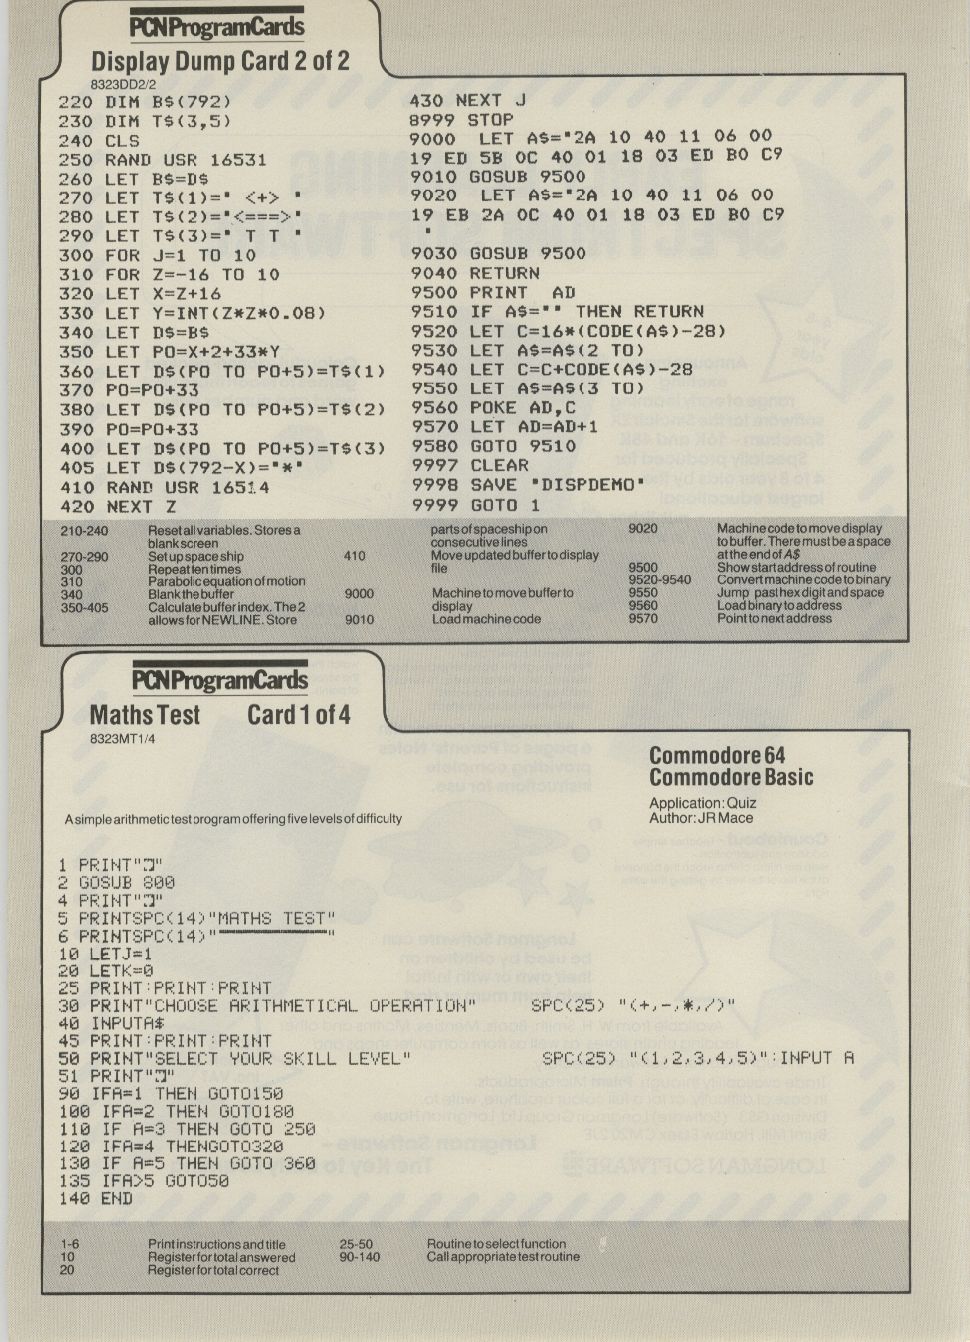 PCN ProgramCards
Display Dump Card 2 of 2
8323DD2/2
220 DIM B$(792)
230 DIM T$(3,5)
240 CLS
250 RAND USR 16531
260 LET B$=D$
270 LET T$(1)=" <+> "
280 LET T$(2)="<===>"
290 LET T$(3)=" T T "
300 FOR J=1 TO 10
310 FOR Z=-16 TO 10
320 LET X=Z+16
330 LET Y=INT(Z*Z*0.08)
340 LET D$=B$
350 LET PO=X+2+33*Y
360 LET D$(PO TO PO+5)=T$(1)
370 PO=PO+33
380 LET D$(PO TO PO+5)=T$(2)
390 PO=PO+33
400 LET D$(PO TO PO+5)=T$(3)
405 LET D$(792-X)="*"
410 RAND USR 16514
420 NEXT Z
430 NEXT J
8999 STOP
9000 LET A$="2A 10 40 11 06 00
19 ED 5B 0C 40 01 18 03 ED B0 C9
9010 GOSUB 9500
9020 LET A$="2A 10 40 11 06 00
19 EB 2A 0C 40 01 18 03 ED B0 C9
"
9030 GOSUB 9500
9040 RETURN
9500 PRINT AD
9510 IF A$="" THEN RETURN
9520 LET C=16*(CODE(A$)-28)
9530 LET A$=A$(2 TO)
9540 LET C=C+CODE(A$)-28
9550 LET A$=A$(3 TO)
9560 POKE AD,C
9570 LET AD=AD+1
9580 GOTO 9510
9997 CLEAR
9998 SAVE "DISPDEMO"
9999 GOTO 1
210-240 Reset all variables. Stores a
blank screen
270-290 Set up space ship
300 Repeat ten times
310 Parabolic equation of motion
340 Blank the buffer
350-405 Calculate buffer index. The 2
allows for NEWLINE. Store
parts of spaceship on
consecutive lines
410 Move updated buffer to display
file
9000 Machine to move buffer to
display
9010 Load machine code
9020 Machine code to move display
to buffer. There must be a space
at the end of A$
9500 Show start address of routine
9520-9540 Convert machine code to binary
9550 Jump past hex digit and space
9560 Load binary to address
9570 Point to next address
PCN ProgramCards
Maths Test Card 1 of 4
8323MT1/4
Commodore 64
Commodore Basic
Application: Quiz
Author: JR Mace
A simple arithmetic test program offering five levels of difficulty
1 PRINT"
2 GOSUB 800
4 PRINT"
5 PRINTSPC(14)"MATHS TEST"
6 PRINTSPC(14)"‾‾‾‾‾‾‾‾‾‾"
10 LETJ=1
20 LETK=0
25 PRINT:PRINT:PRINT
30 PRINT"CHOOSE ARITHMETICAL OPERATION" SPC(25) "(+,-,*,/)"
40 INPUTA$
45 PRINT:PRINT:PRINT
50 PRINT"SELECT YOUR SKILL LEVEL" SPC(25) "(1,2,3,4,5)":INPUT A
51 PRINT"
90 IFA=1 THEN GOTO150
100 IFA=2 THEN GOTO180
110 IF A=3 THEN GOTO 250
120 IFA=4 THENGOTO320
130 IF A=5 THEN GOTO 360
135 IFA>5 GOTO50
140 END
1-6 Print instructions and title
10 Register for total answered
20 Register for total correct
25-50 Routine to select function
90-140 Call appropriate test routine